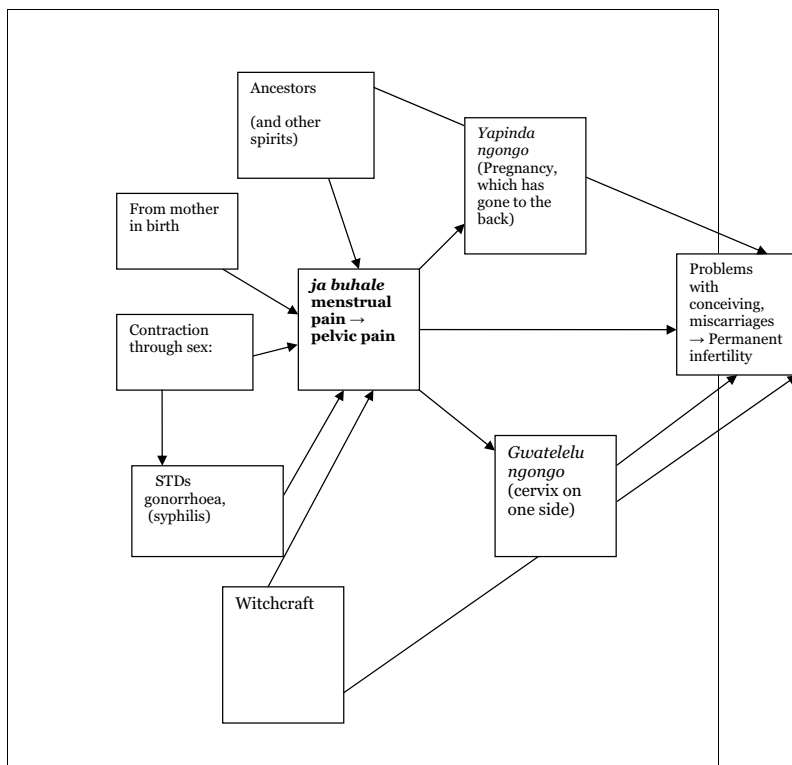 Ancestors
(and other
spirits)
Yapinda
ngongo
(Pregnancy,
which has
gone to the
back)
From mother
in birth
Problems
with
conceiving,
miscarriages
→ Permanent
infertility
ja buhale
menstrual
pain →
pelvic pain
Contraction
through sex:
Gwatelelu
ngongo
(cervix on
one side)
STDs
gonorrhoea,
(syphilis)
Witchcraft